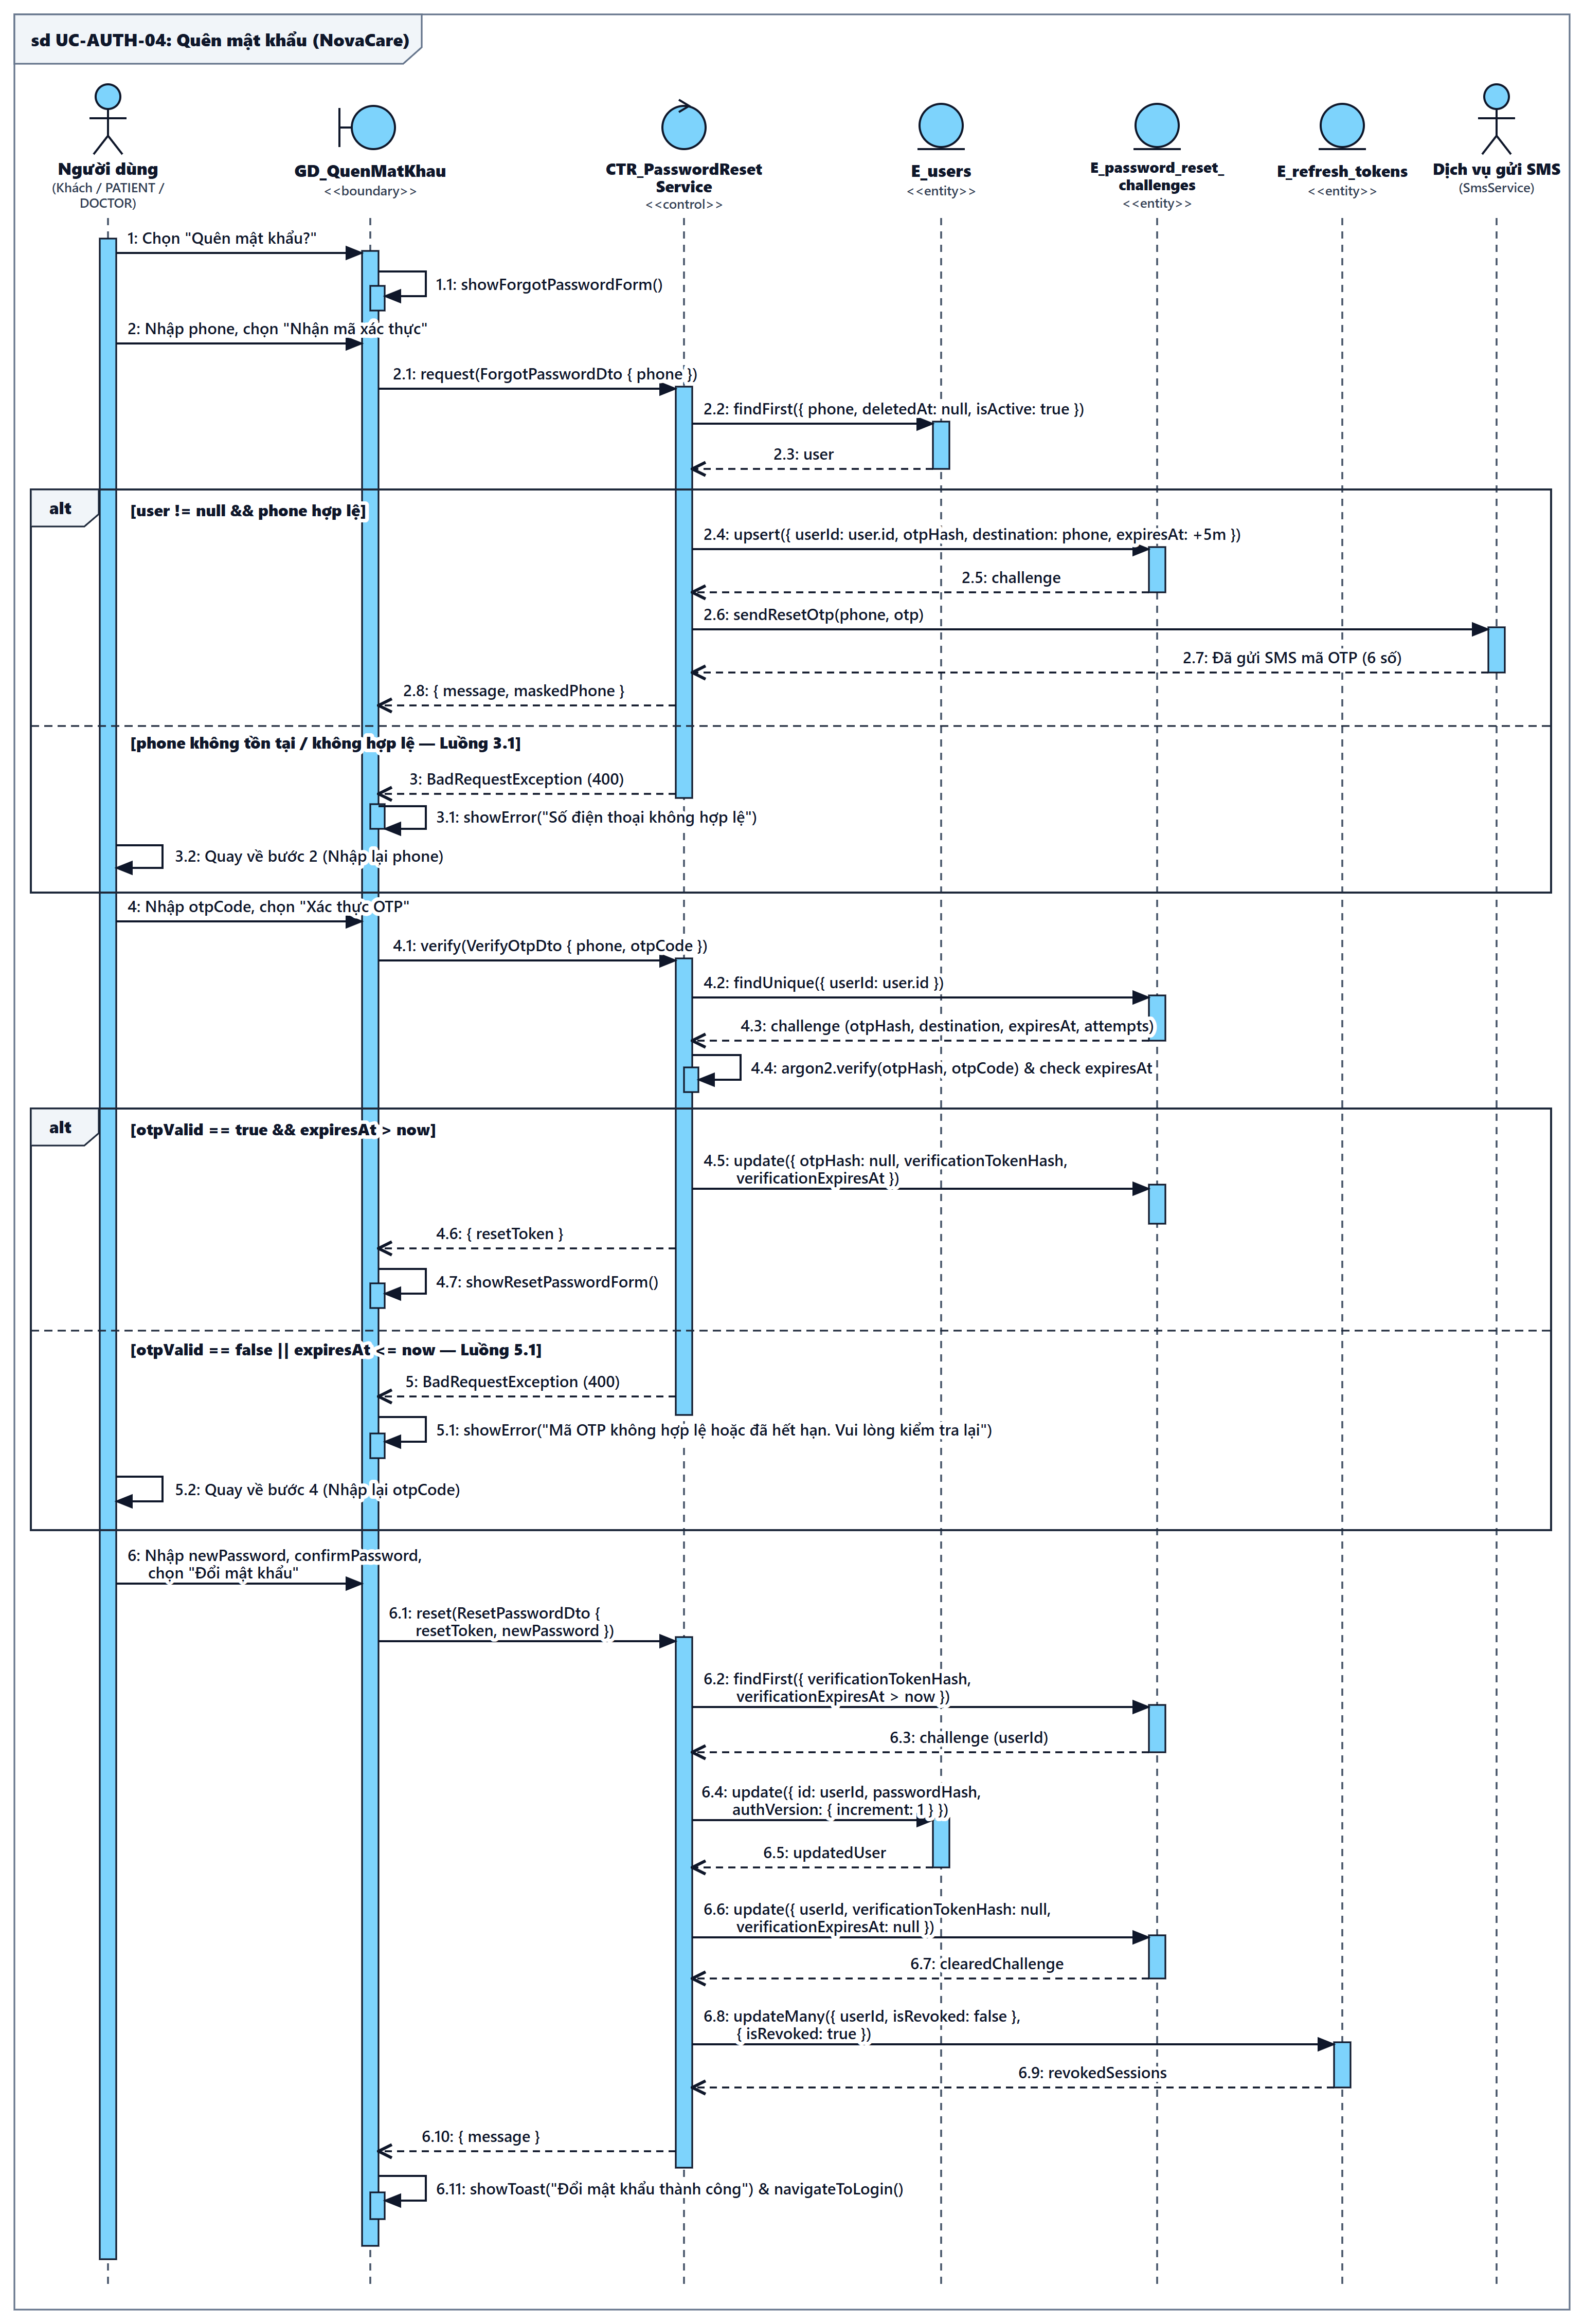 sd UC-AUTH-04: Quên mật khẩu (NovaCare)
Người dùng
(Khách / PATIENT /
DOCTOR)
GD_QuenMatKhau
<<boundary>>
CTR_PasswordReset
Service
<<control>>
E_users
<<entity>>
E_password_reset_
challenges
<<entity>>
E_refresh_tokens
<<entity>>
Dịch vụ gửi SMS
(SmsService)
1: Chọn "Quên mật khẩu?"
1.1: showForgotPasswordForm()
2: Nhập phone, chọn "Nhận mã xác thực"
2.1: request(ForgotPasswordDto { phone })
2.2: findFirst({ phone, deletedAt: null, isActive: true })
2.3: user
alt
[user != null && phone hợp lệ]
2.4: upsert({ userId: user.id, otpHash, destination: phone, expiresAt: +5m })
2.5: challenge
2.6: sendResetOtp(phone, otp)
2.7: Đã gửi SMS mã OTP (6 số)
2.8: { message, maskedPhone }
[phone không tồn tại / không hợp lệ — Luồng 3.1]
3: BadRequestException (400)
3.1: showError("Số điện thoại không hợp lệ")
3.2: Quay về bước 2 (Nhập lại phone)
4: Nhập otpCode, chọn "Xác thực OTP"
4.1: verify(VerifyOtpDto { phone, otpCode })
4.2: findUnique({ userId: user.id })
4.3: challenge (otpHash, destination, expiresAt, attempts)
4.4: argon2.verify(otpHash, otpCode) & check expiresAt
alt
[otpValid == true && expiresAt > now]
4.5: update({ otpHash: null, verificationTokenHash,
verificationExpiresAt })
4.6: { resetToken }
4.7: showResetPasswordForm()
[otpValid == false || expiresAt <= now — Luồng 5.1]
5: BadRequestException (400)
5.1: showError("Mã OTP không hợp lệ hoặc đã hết hạn. Vui lòng kiểm tra lại")
5.2: Quay về bước 4 (Nhập lại otpCode)
6: Nhập newPassword, confirmPassword,
chọn "Đổi mật khẩu"
6.1: reset(ResetPasswordDto {
resetToken, newPassword })
6.2: findFirst({ verificationTokenHash,
verificationExpiresAt > now })
6.3: challenge (userId)
6.4: update({ id: userId, passwordHash,
authVersion: { increment: 1 } })
6.5: updatedUser
6.6: update({ userId, verificationTokenHash: null,
verificationExpiresAt: null })
6.7: clearedChallenge
6.8: updateMany({ userId, isRevoked: false },
{ isRevoked: true })
6.9: revokedSessions
6.10: { message }
6.11: showToast("Đổi mật khẩu thành công") & navigateToLogin()